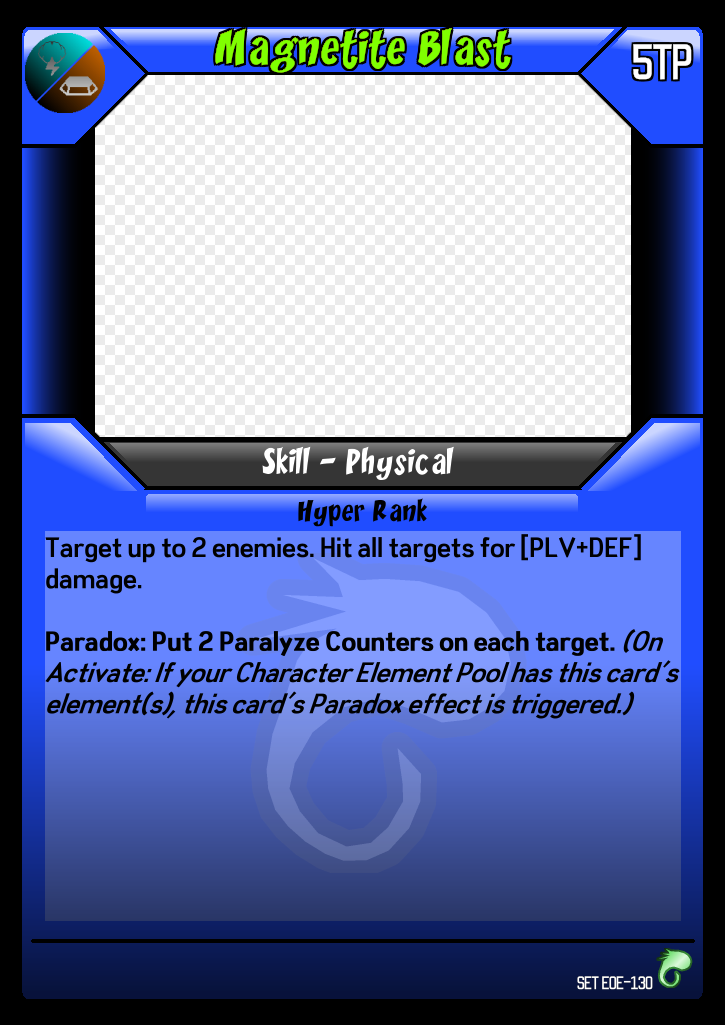 Magnetite Blast
5TP
Skill - Physical
Hyper Rank
Target up to 2 enemies. Hit all targets for [PLV+DEF]
damage.
Paradox: Put 2 Paralyze Counters on each target. (On
Activate: If your Character Element Pool has this card's
element(s), this card's Paradox effect is triggered.)
SET EOE-130